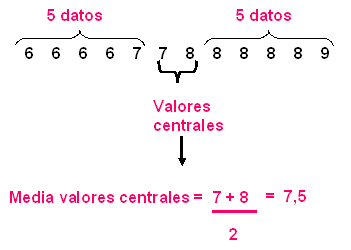 5 datos 5 datos
6 6 6 6 7 7 8 8 8 8 8 9
Valores
centrales
Media valores centrales = 7 + 8 = 7,5
2